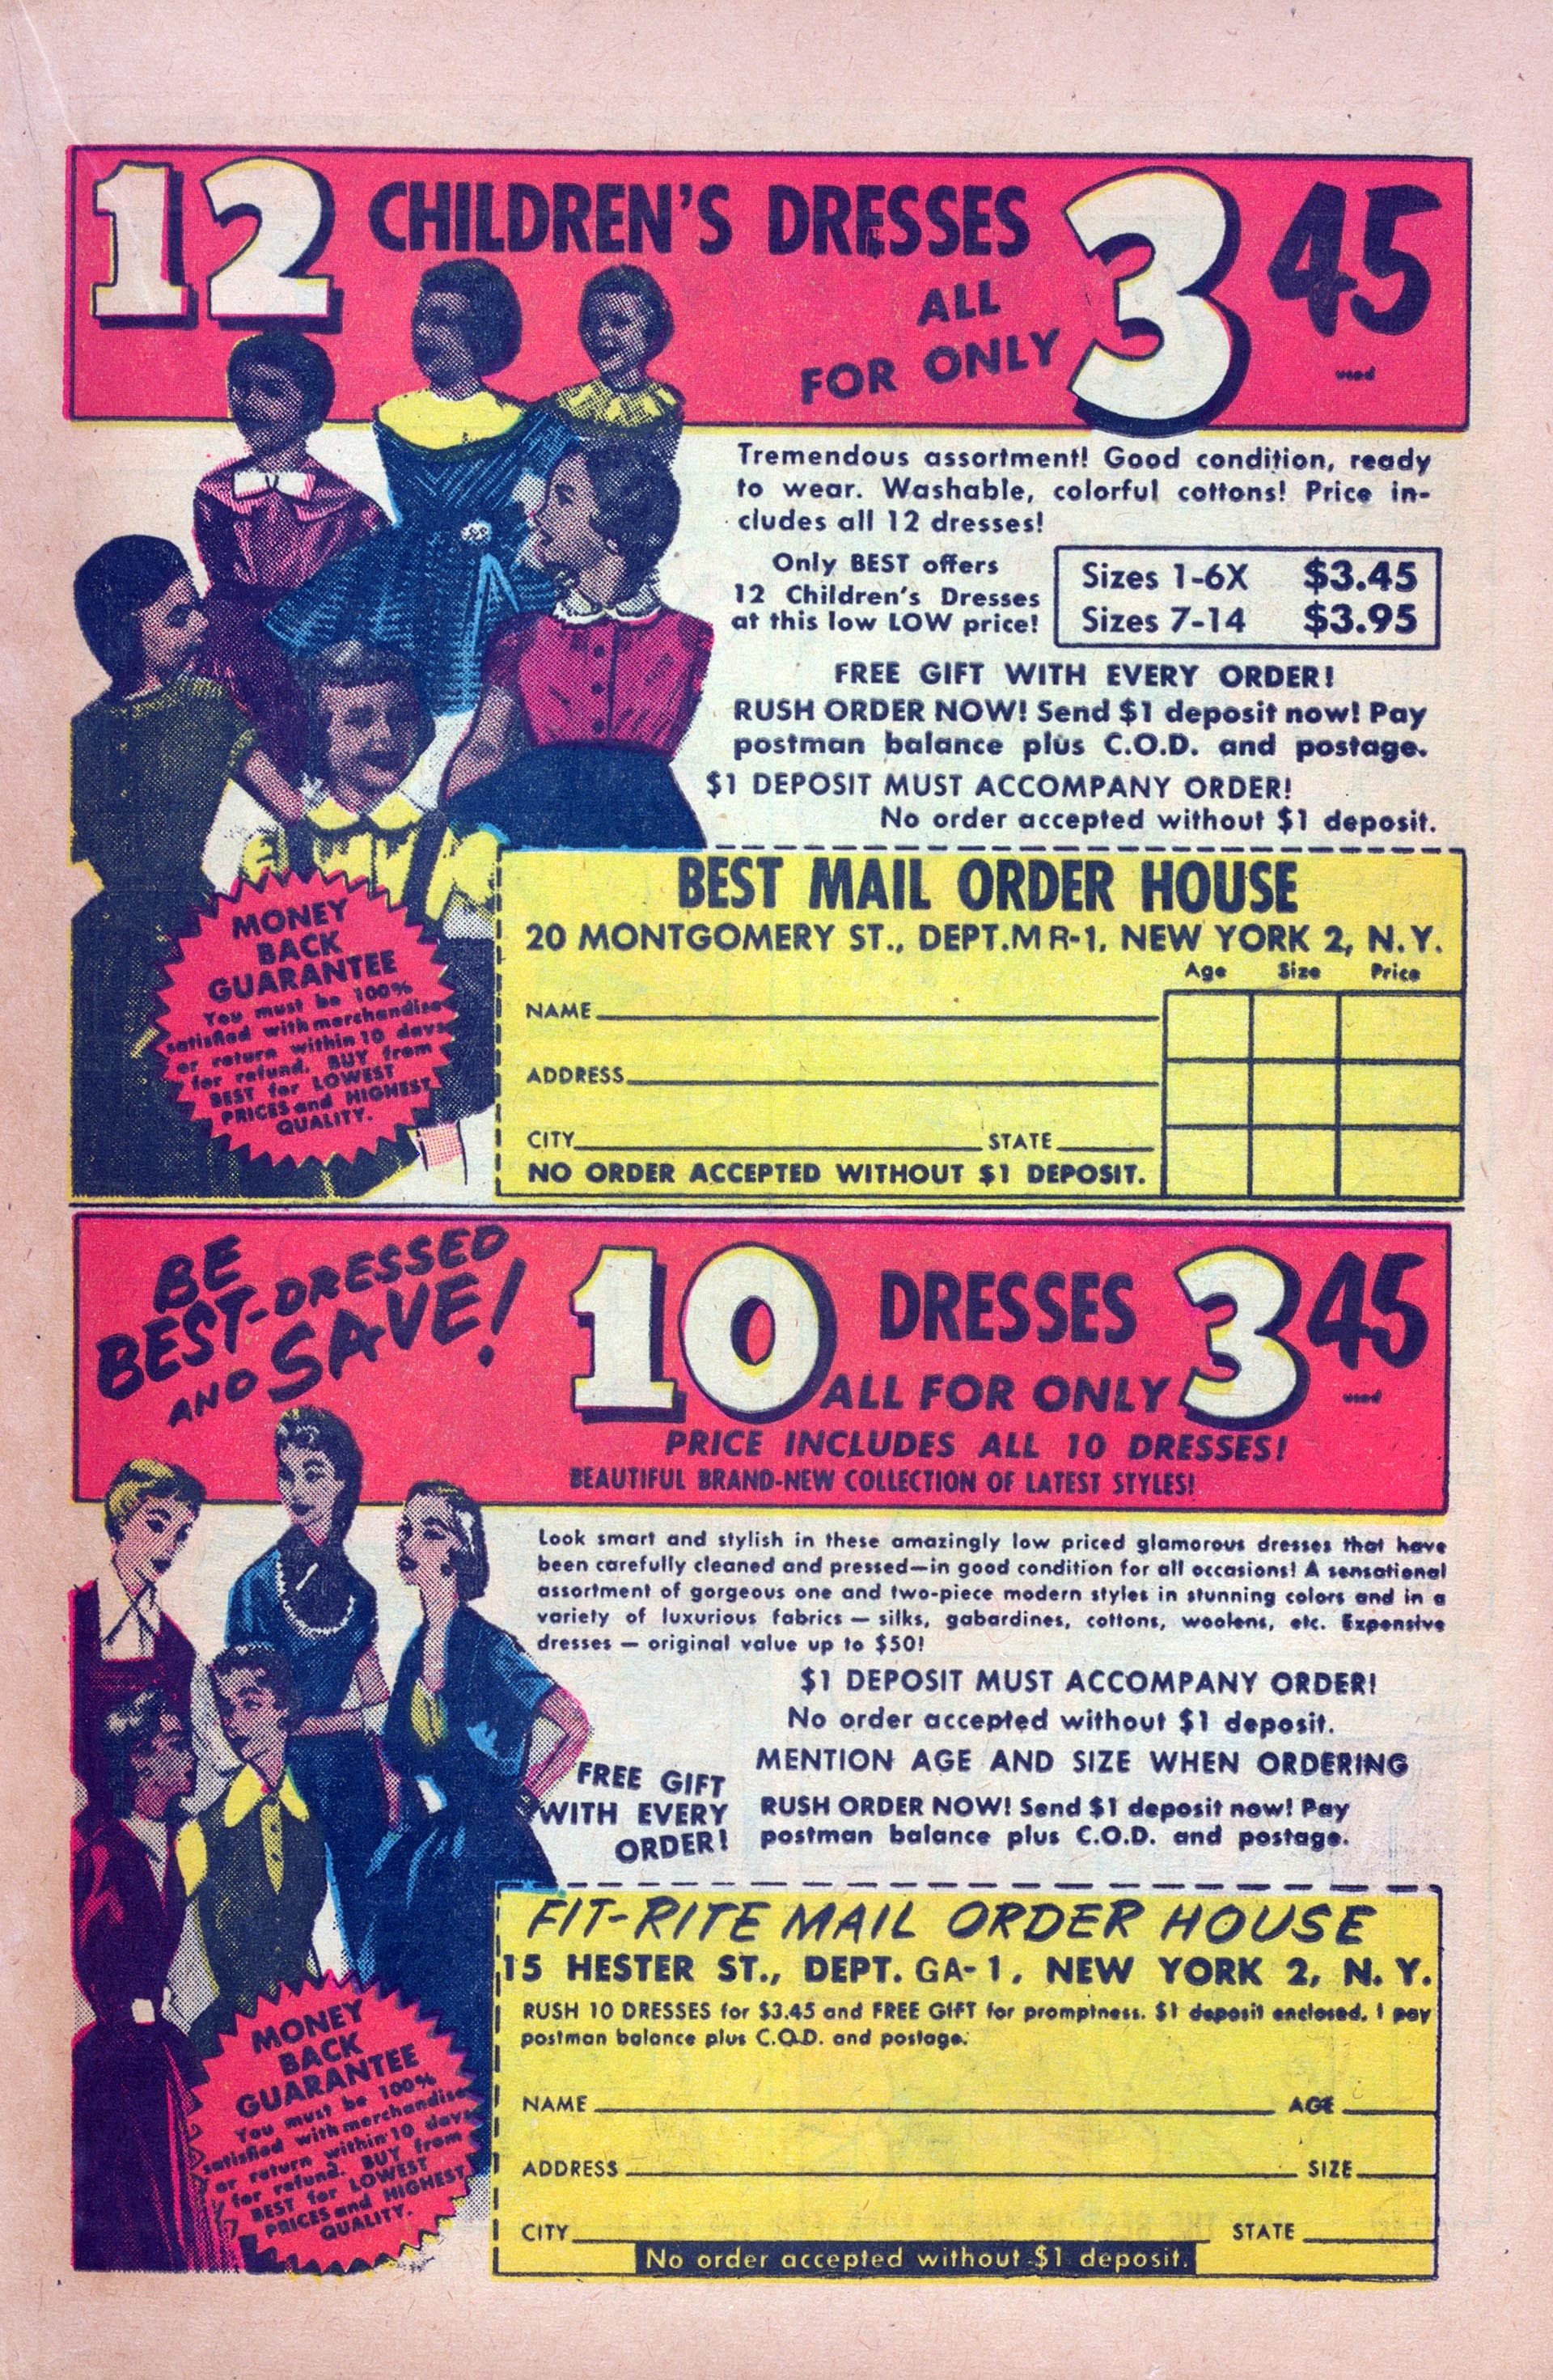 12 CHILDREN'S DRESSES
ALL
FOR ONLY
3 45
used
Tremendous assortment! Good condition, ready
to wear. Washable, colorful cottons! Price in-
cludes all 12 dresses!
Only BEST offers
12 Children's Dresses
at this low LOW price!
Sizes 1-6X $3.45
Sizes 7-14 $3.95
FREE GIFT WITH EVERY ORDER!
RUSH ORDER NOW! Send $1 deposit now! Pay
postman balance plus C.O.D. and postage.
$1 DEPOSIT MUST ACCOMPANY ORDER!
No order accepted without $1 deposit.
MONEY
BACK
GUARANTEE
You must be 100%
satisfied with merchandise
or return within 10 days
for refund. BUY from
BEST for LOWEST
PRICES and HIGHEST
QUALITY.
BEST MAIL ORDER HOUSE
20 MONTGOMERY ST., DEPT.MR-1, NEW YORK 2, N.Y.
Age Size Price
NAME
ADDRESS
CITY STATE
NO ORDER ACCEPTED WITHOUT $1 DEPOSIT.
BE
BEST-DRESSED
AND SAVE!
10 DRESSES 3 45
ALL FOR ONLY
used
PRICE INCLUDES ALL 10 DRESSES!
BEAUTIFUL BRAND-NEW COLLECTION OF LATEST STYLES!
Look smart and stylish in these amazingly low priced glamorous dresses that have
been carefully cleaned and pressed—in good condition for all occasions! A sensational
assortment of gorgeous one and two-piece modern styles in stunning colors and in a
variety of luxurious fabrics — silks, gabardines, cottons, woolens, etc. Expensive
dresses — original value up to $50!
$1 DEPOSIT MUST ACCOMPANY ORDER!
No order accepted without $1 deposit.
MENTION AGE AND SIZE WHEN ORDERING
FREE GIFT
WITH EVERY
ORDER!
RUSH ORDER NOW! Send $1 deposit now! Pay
postman balance plus C.O.D. and postage.
MONEY
BACK
GUARANTEE
You must be 100%
satisfied with merchandise
or return within 10 days
for refund. BUY from
BEST for LOWEST
PRICES and HIGHEST
QUALITY.
FIT-RITE MAIL ORDER HOUSE
15 HESTER ST., DEPT. GA-1, NEW YORK 2, N. Y.
RUSH 10 DRESSES for $3.45 and FREE GIFT for promptness. $1 deposit enclosed. I pay
postman balance plus C.O.D. and postage.
NAME AGE
ADDRESS SIZE
CITY STATE
No order accepted without $1 deposit.